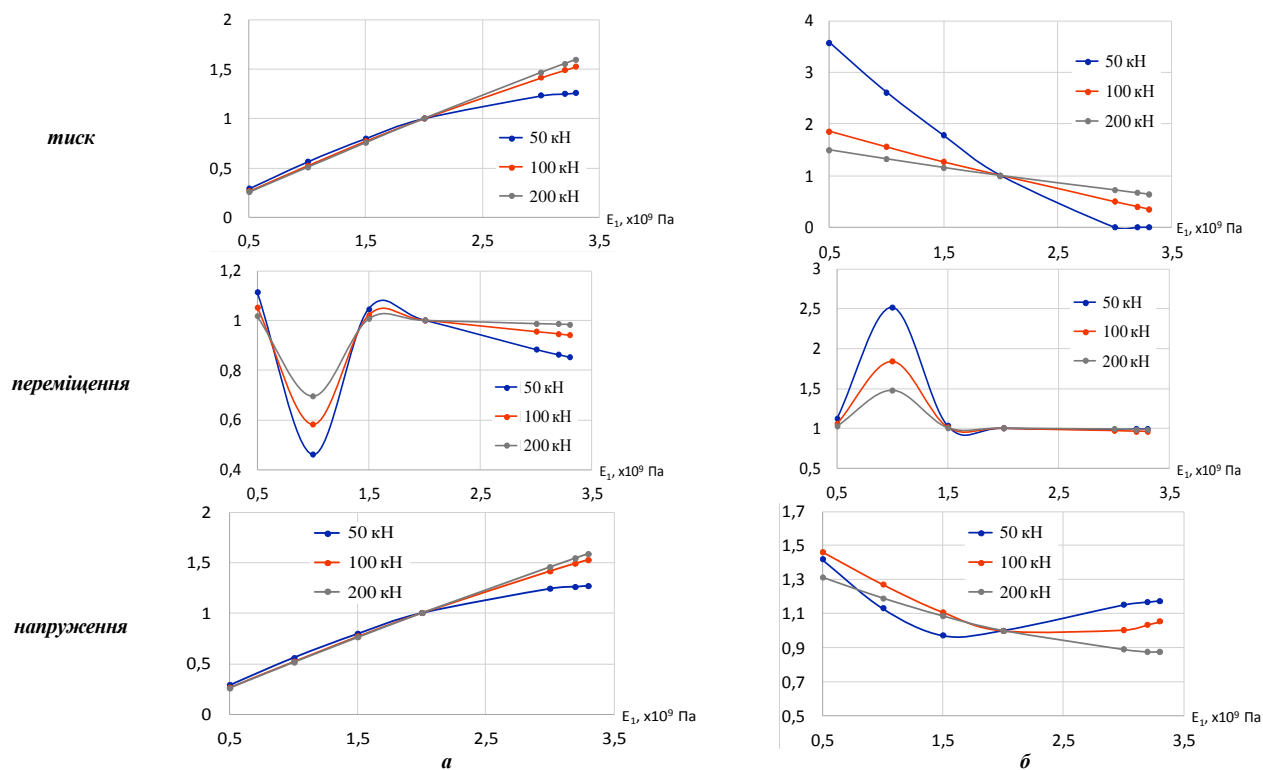 тиск
2
1,5
1
0,5
0
50 кН
100 кН
200 кН
E₁, x10⁹ Па
0,5
1,5
2,5
3,5
4
3
2
1
0
50 кН
100 кН
200 кН
E₁, x10⁹ Па
0,5
1,5
2,5
3,5
переміщення
1,2
1
0,8
0,6
0,4
50 кН
100 кН
200 кН
E₁, x10⁹ Па
0,5
1,5
2,5
3,5
3
2,5
2
1,5
1
0,5
50 кН
100 кН
200 кН
E₁, x10⁹ Па
0,5
1,5
2,5
3,5
напруження
2
1,5
1
0,5
0
50 кН
100 кН
200 кН
E₁, x10⁹ Па
0,5
1,5
2,5
3,5
а
1,7
1,5
1,3
1,1
0,9
0,7
0,5
50 кН
100 кН
200 кН
E₁, x10⁹ Па
0,5
1,5
2,5
3,5
б